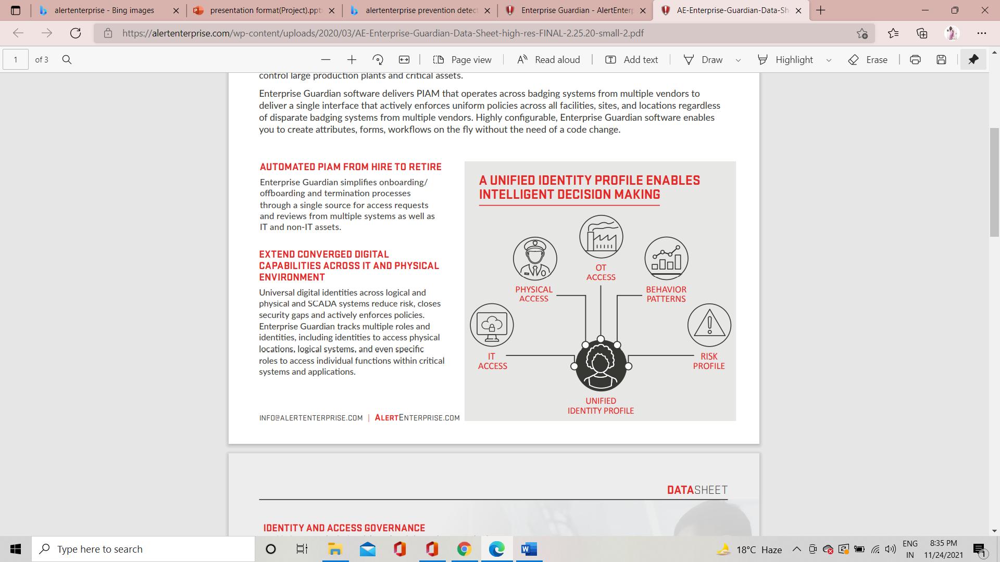 alertenterprise - Bing images
presentation format(Project).ppt
alertenterprise prevention detec
Enterprise Guardian - AlertEnterp
AE-Enterprise-Guardian-Data-Sh
https://alertenterprise.com/wp-content/uploads/2020/03/AE-Enterprise-Guardian-Data-Sheet-high-res-FINAL-2.25.20-small-2.pdf
1 of 3
Page view
Read aloud
Add text
Draw
Highlight
Erase
control large production plants and critical assets.
Enterprise Guardian software delivers PIAM that operates across badging systems from multiple vendors to
deliver a single interface that actively enforces uniform policies across all facilities, sites, and locations regardless
of disparate badging systems from multiple vendors. Highly configurable, Enterprise Guardian software enables
you to create attributes, forms, workflows on the fly without the need of a code change.
AUTOMATED PIAM FROM HIRE TO RETIRE
Enterprise Guardian simplifies onboarding/
offboarding and termination processes
through a single source for access requests
and reviews from multiple systems as well as
IT and non-IT assets.
EXTEND CONVERGED DIGITAL
CAPABILITIES ACROSS IT AND PHYSICAL
ENVIRONMENT
Universal digital identities across logical and
physical and SCADA systems reduce risk, closes
security gaps and actively enforces policies.
Enterprise Guardian tracks multiple roles and
identities, including identities to access physical
locations, logical systems, and even specific
roles to access individual functions within critical
systems and applications.
INFO@ALERTENTERPRISE.COM | ALERTENTERPRISE.COM
A UNIFIED IDENTITY PROFILE ENABLES
INTELLIGENT DECISION MAKING
OT
ACCESS
PHYSICAL
ACCESS
BEHAVIOR
PATTERNS
IT
ACCESS
RISK
PROFILE
UNIFIED
IDENTITY PROFILE
DATASHEET
IDENTITY AND ACCESS GOVERNANCE
Type here to search
18°C Haze
ENG
IN
8:35 PM
11/24/2021
1